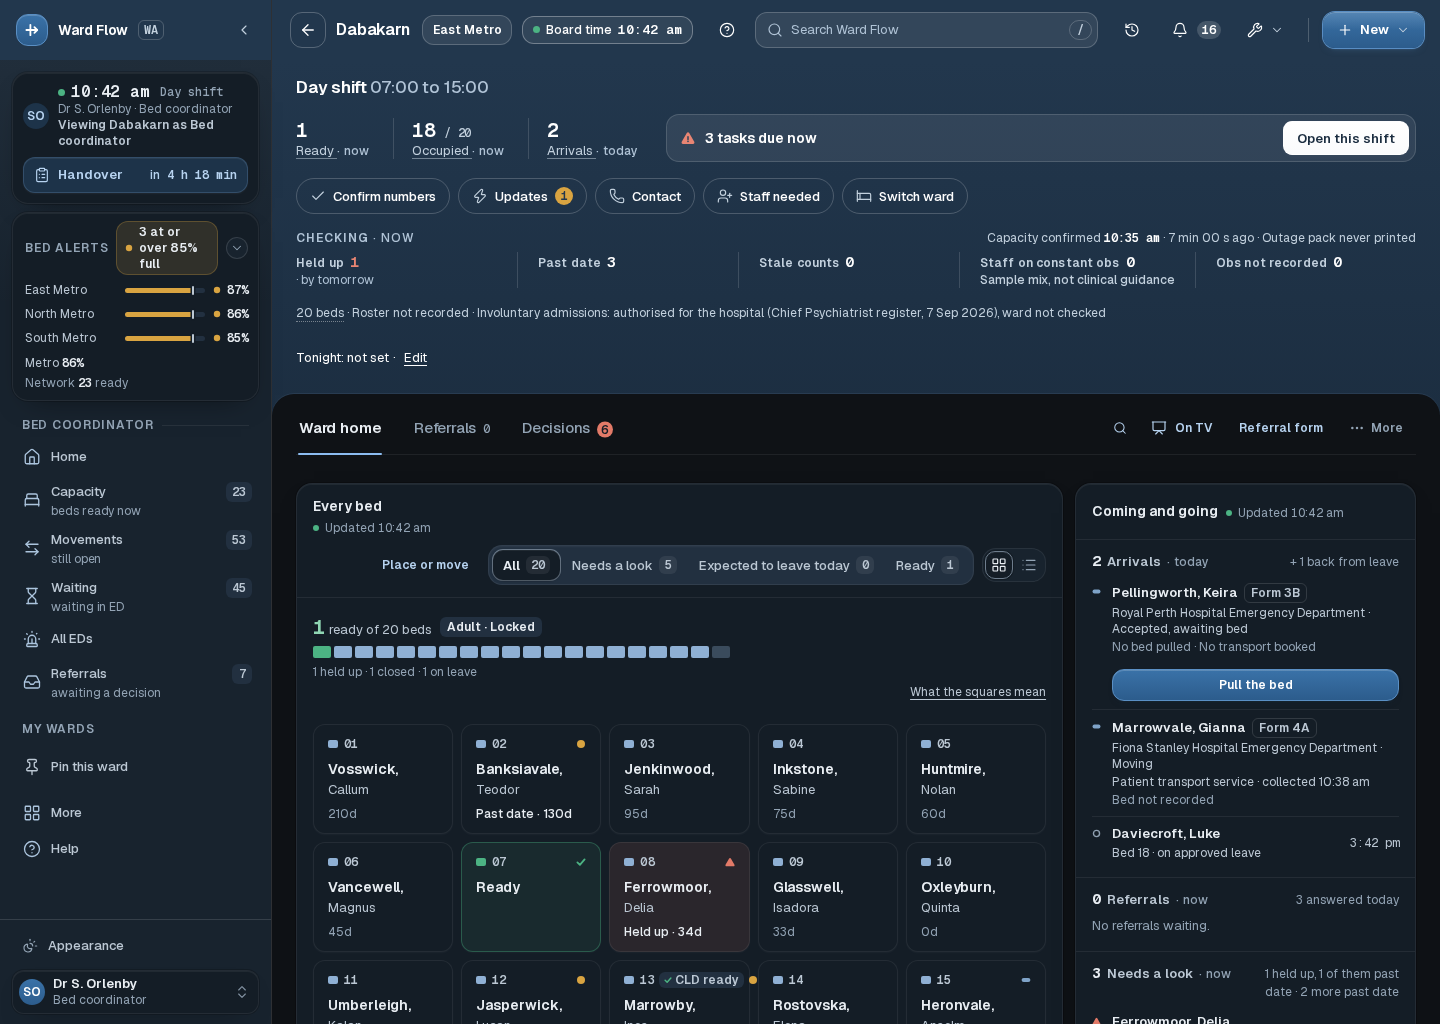 Ward Flow WA
10:42 am Day shift
SO
Dr S. Orlenby · Bed coordinator
Viewing Dabakarn as Bed
coordinator
Handover in 4 h 18 min
BED ALERTS
3 at or
over 85%
full
East Metro 87%
North Metro 86%
South Metro 85%
Metro 86%
Network 23 ready
BED COORDINATOR
Home
Capacity 23
beds ready now
Movements 53
still open
Waiting 45
waiting in ED
All EDs
Referrals 7
awaiting a decision
MY WARDS
Pin this ward
More
Help
Appearance
SO
Dr S. Orlenby
Bed coordinator
Dabakarn East Metro Board time 10:42 am Search Ward Flow / 16 New
Day shift 07:00 to 15:00
1
Ready · now
18 / 20
Occupied · now
2
Arrivals · today
3 tasks due now Open this shift
Confirm numbers Updates 1 Contact Staff needed Switch ward
CHECKING · NOW
Capacity confirmed 10:35 am · 7 min 00 s ago · Outage pack never printed
Held up 1
· by tomorrow
Past date 3
Stale counts 0
Staff on constant obs 0
Sample mix, not clinical guidance
Obs not recorded 0
20 beds · Roster not recorded · Involuntary admissions: authorised for the hospital (Chief Psychiatrist register, 7 Sep 2026), ward not checked
Tonight: not set · Edit
Ward home Referrals 0 Decisions 6 On TV Referral form More
Every bed
Updated 10:42 am
Place or move All 20 Needs a look 5 Expected to leave today 0 Ready 1
1 ready of 20 beds Adult · Locked
1 held up · 1 closed · 1 on leave
What the squares mean
01
Vosswick,
Callum
210d
02
Banksiavale,
Teodor
Past date · 130d
03
Jenkinwood,
Sarah
95d
04
Inkstone,
Sabine
75d
05
Huntmire,
Nolan
60d
06
Vancewell,
Magnus
45d
07
Ready
08
Ferrowmoor,
Delia
Held up · 34d
09
Glasswell,
Isadora
33d
10
Oxleyburn,
Quinta
0d
11
Umberleigh,
12
Jasperwick,
13 CLD ready
Marrowby,
14
Rostovska,
15
Heronvale,
Coming and going Updated 10:42 am
2 Arrivals · today + 1 back from leave
Pellingworth, Keira Form 3B
Royal Perth Hospital Emergency Department ·
Accepted, awaiting bed
No bed pulled · No transport booked
Pull the bed
Marrowvale, Gianna Form 4A
Fiona Stanley Hospital Emergency Department ·
Moving
Patient transport service · collected 10:38 am
Bed not recorded
Daviecroft, Luke
Bed 18 · on approved leave
3:42 pm
0 Referrals · now 3 answered today
No referrals waiting.
3 Needs a look · now
1 held up, 1 of them past
date · 2 more past date
Ferrowmoor, Delia